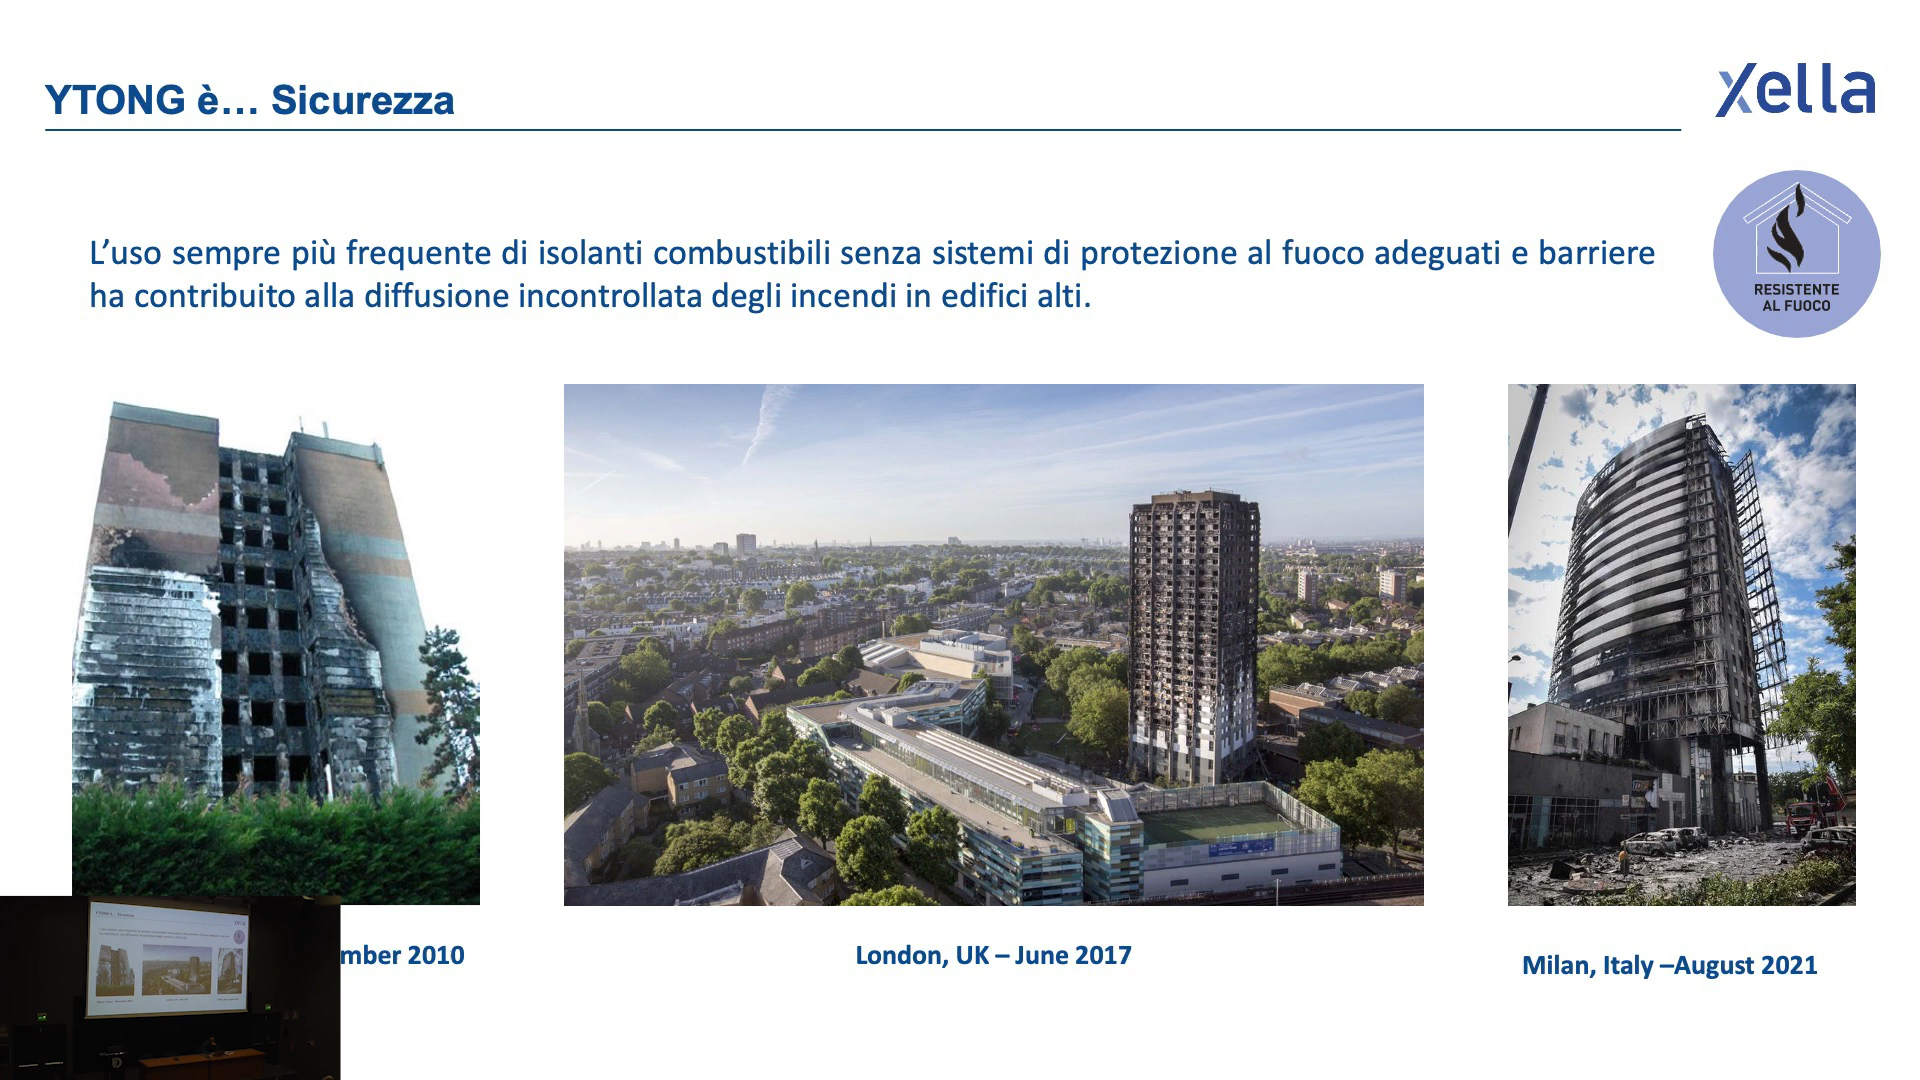 YTONG è... Sicurezza
xella
L’uso sempre più frequente di isolanti combustibili senza sistemi di protezione al fuoco adeguati e barriere
ha contribuito alla diffusione incontrollata degli incendi in edifici alti.
RESISTENTE
AL FUOCO
mber 2010
London, UK – June 2017
Milan, Italy –August 2021